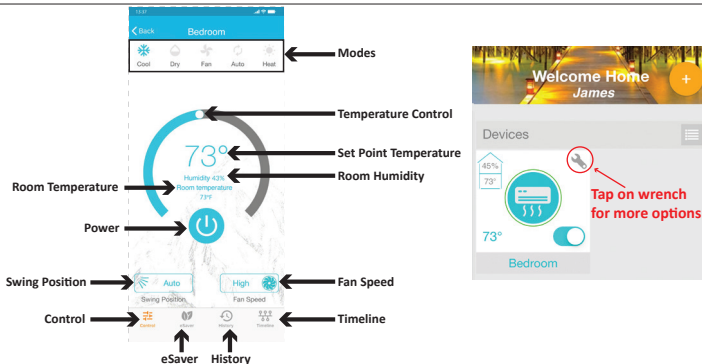 11:37
Back
Bedroom
Cool Dry Fan Auto Heat
Modes
Temperature Control
73°
Set Point Temperature
Humidity 43%
Room Humidity
Room temperature
Room Temperature
73°F
Power
Swing Position
Auto
High
Fan Speed
Swing Position
Fan Speed
Control
Control
eSaver
History
Timeline
Timeline
eSaver
History
Welcome Home
James
+
Devices
45%
73°
Tap on wrench
for more options
73°
Bedroom